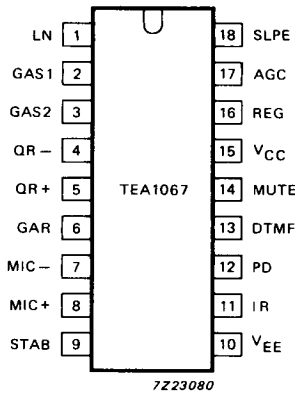 LN 1 18 SLPE
GAS1 2 17 AGC
GAS2 3 16 REG
QR− 4 15 VCC
QR+ 5 TEA1067 14 MUTE
GAR 6 13 DTMF
MIC− 7 12 PD
MIC+ 8 11 IR
STAB 9 10 VEE
7Z23080